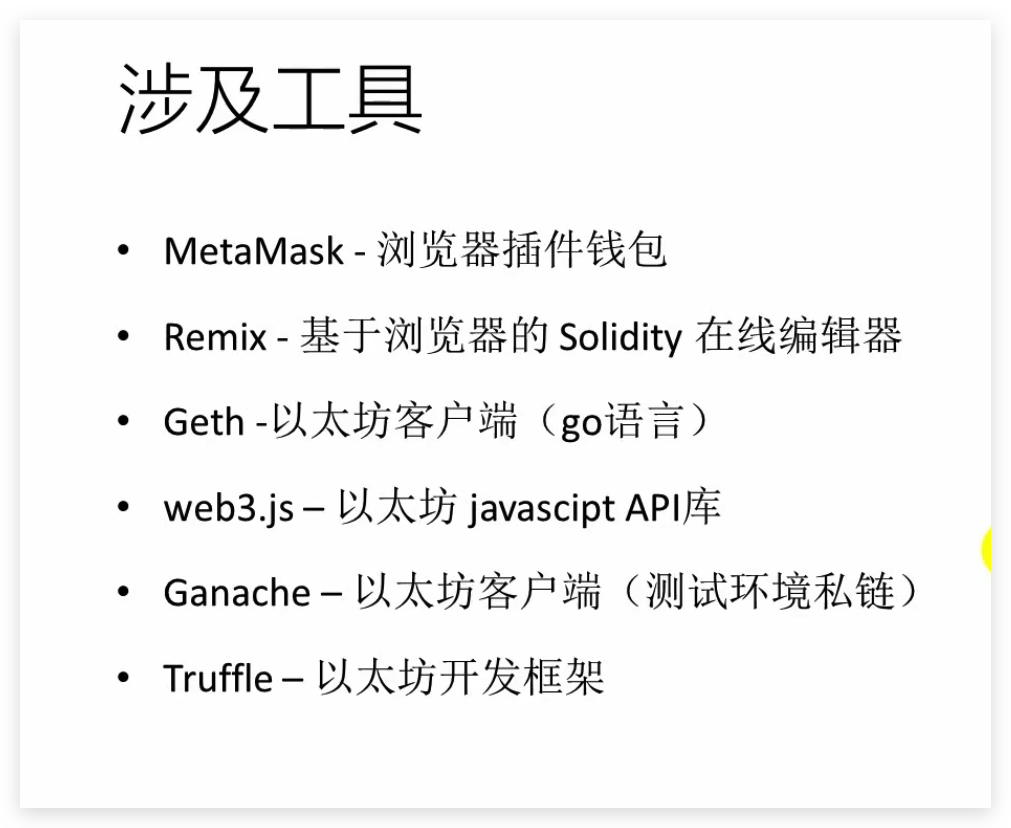 涉及工具
• MetaMask - 浏览器插件钱包
• Remix - 基于浏览器的 Solidity 在线编辑器
• Geth -以太坊客户端（go语言）
• web3.js – 以太坊 javascipt API库
• Ganache – 以太坊客户端（测试环境私链）
• Truffle – 以太坊开发框架